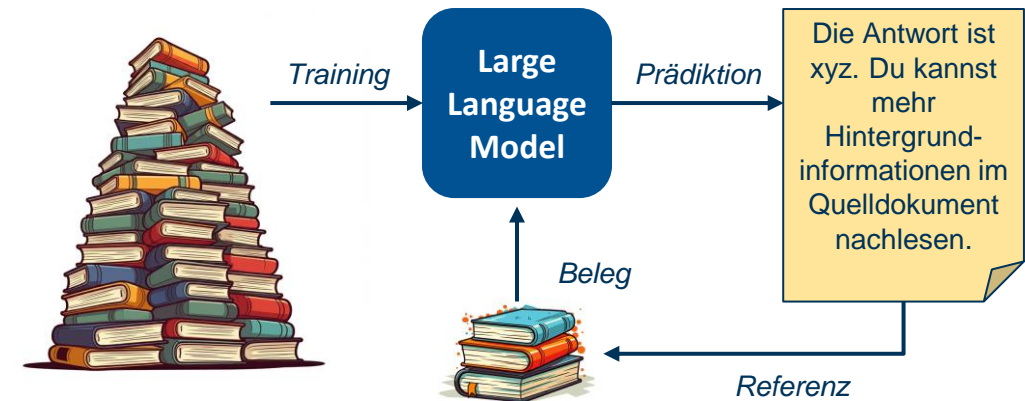 Training
Large
Language
Model
Prädiktion
Die Antwort ist
xyz. Du kannst
mehr
Hintergrund-
informationen im
Quelldokument
nachlesen.
Beleg
Referenz